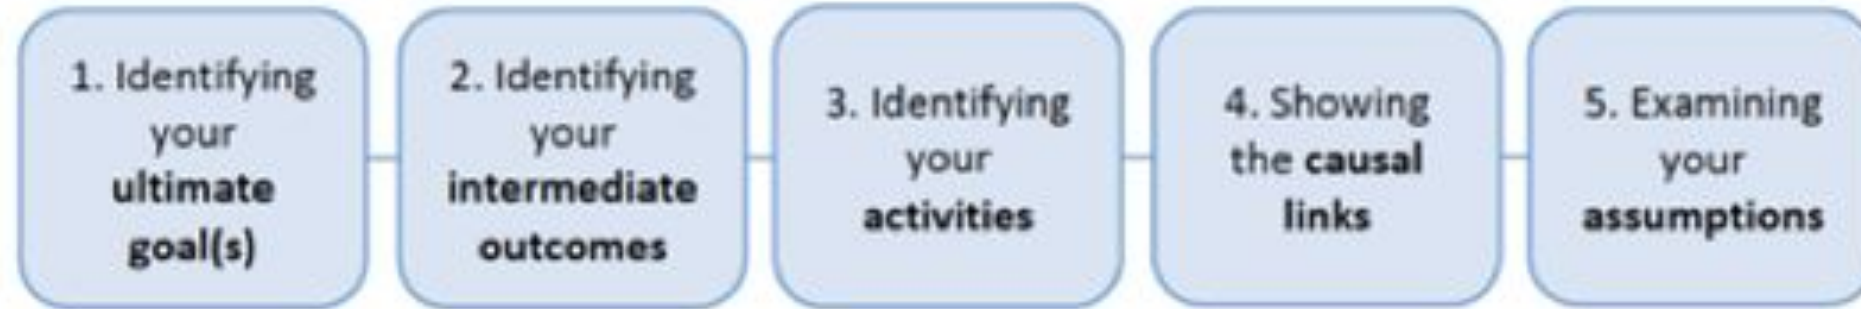 1. Identifying
your
ultimate
goal(s)
2. Identifying
your
intermediate
outcomes
3. Identifying
your
activities
4. Showing
the causal
links
5. Examining
your
assumptions